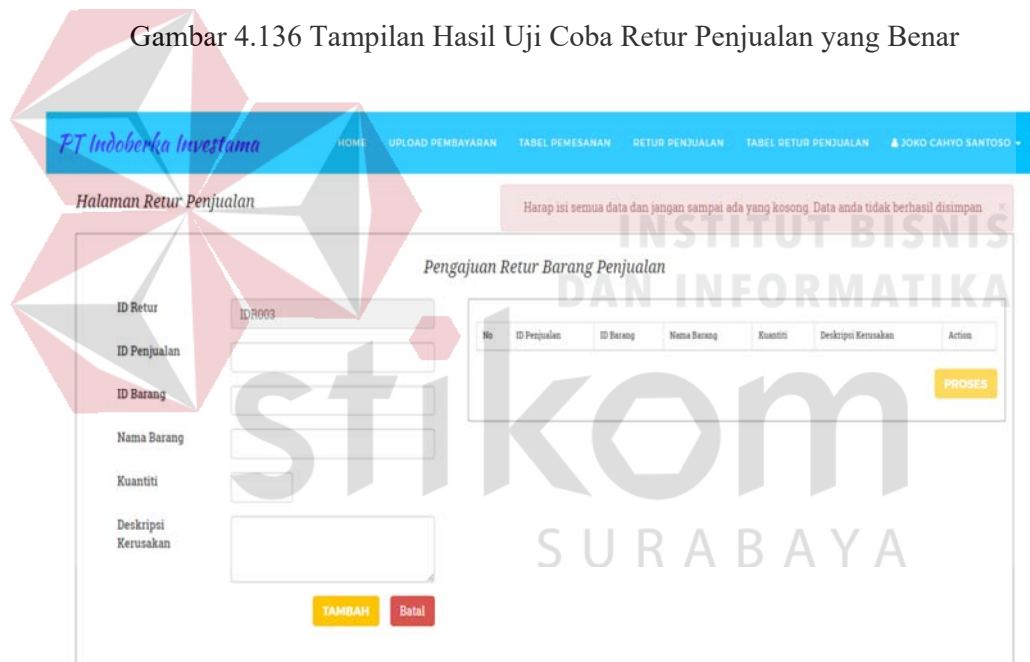 Gambar 4.136 Tampilan Hasil Uji Coba Retur Penjualan yang Benar
PT Indoberka Investama
HOME UPLOAD PEMBAYARAN TABEL PEMESANAN RETUR PENJUALAN TABEL RETUR PENJUALAN JOKO CAHYO SANTOSO
Halaman Retur Penjualan
Harap isi semua data dan jangan sampai ada yang kosong. Data anda tidak berhasil disimpan ×
INSTITUT BISNIS
DAN INFORMATIKA
Pengajuan Retur Barang Penjualan
ID Retur IDR003
ID Penjualan
ID Barang
Nama Barang
Kuantiti
Deskripsi
Kerusakan
TAMBAH Batal
No ID Penjualan ID Barang Nama Barang Kuantiti Deskripsi Kerusakan Action
PROSES
stikom
SURABAYA